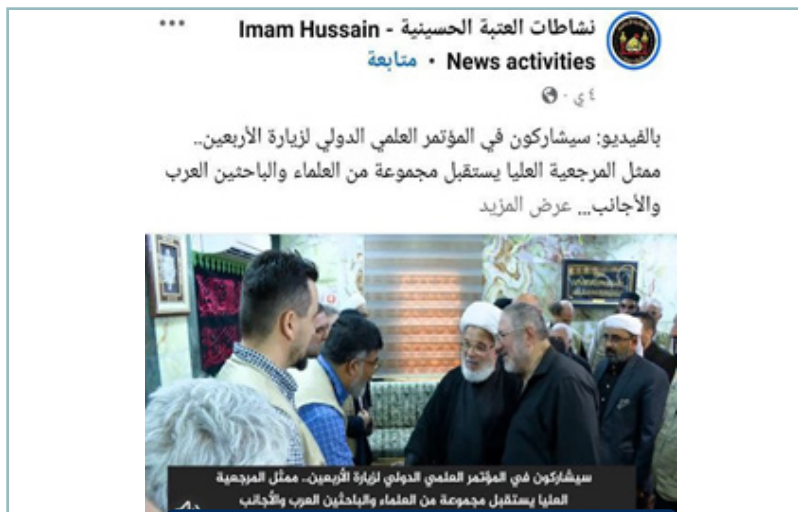 نشاطات العتبة الحسينية - Imam Hussain
News activities • متابعة
٤ ي ·
بالفيديو: سيشاركون في المؤتمر العلمي الدولي لزيارة الأربعين..
ممثل المرجعية العليا يستقبل مجموعة من العلماء والباحثين العرب
والأجانب... عرض المزيد
سيشاركون في المؤتمر العلمي الدولي لزيارة الأربعين.. ممثل المرجعية
العليا يستقبل مجموعة من العلماء والباحثين العرب والأجانب